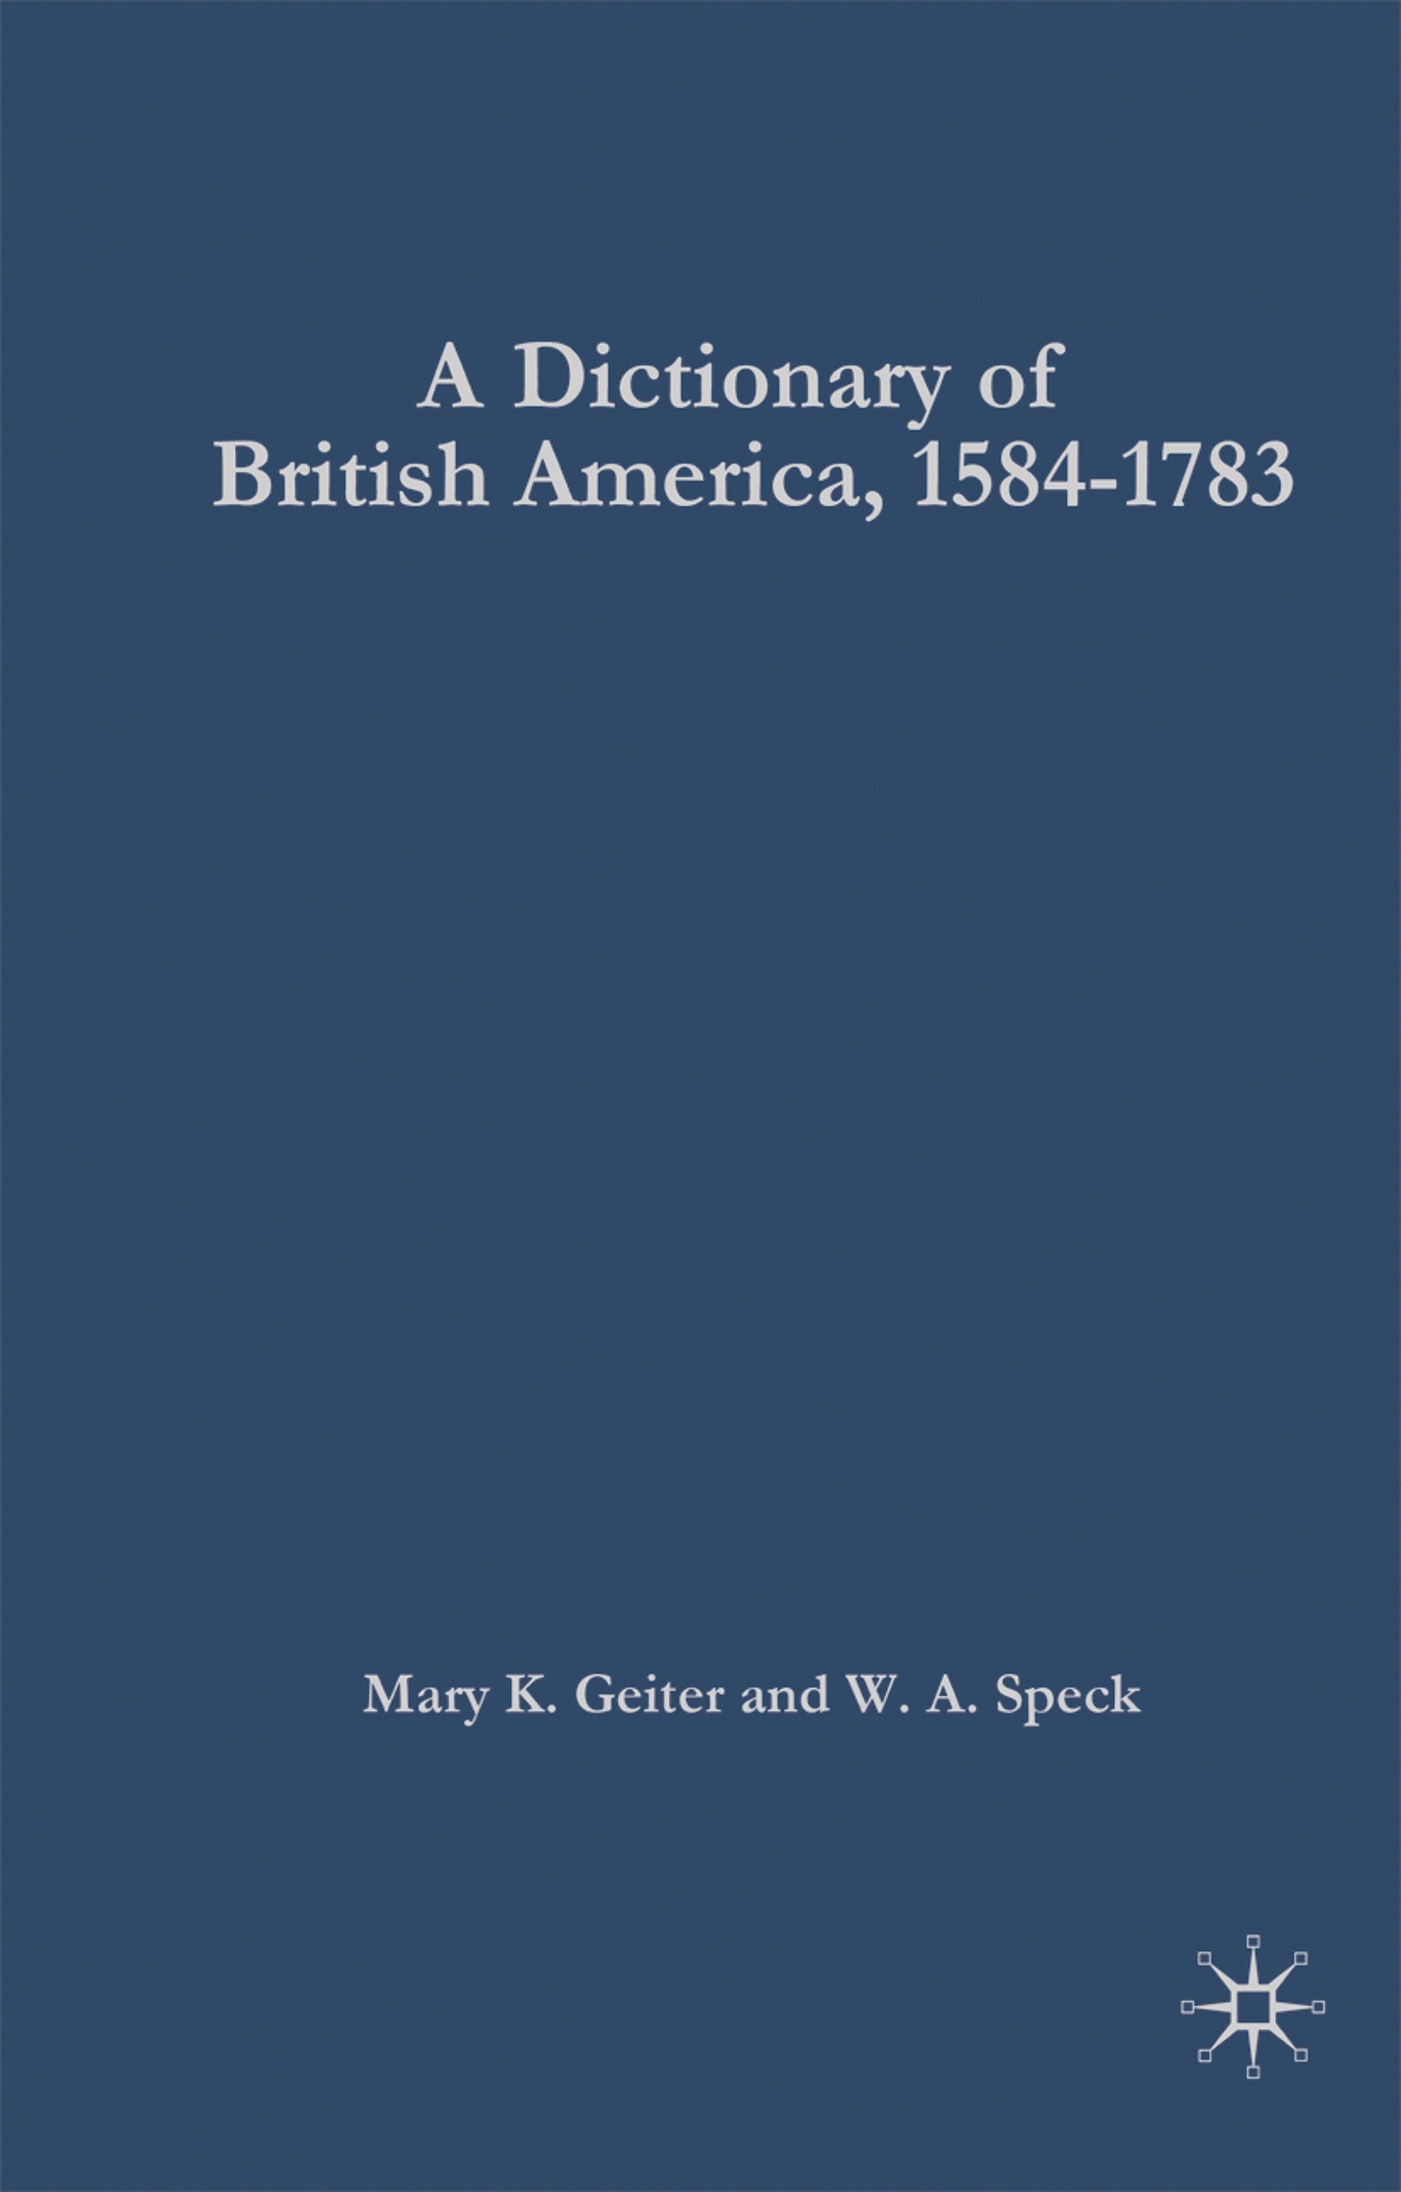 A Dictionary of
British America, 1584-1783
Mary K. Geiter and W. A. Speck